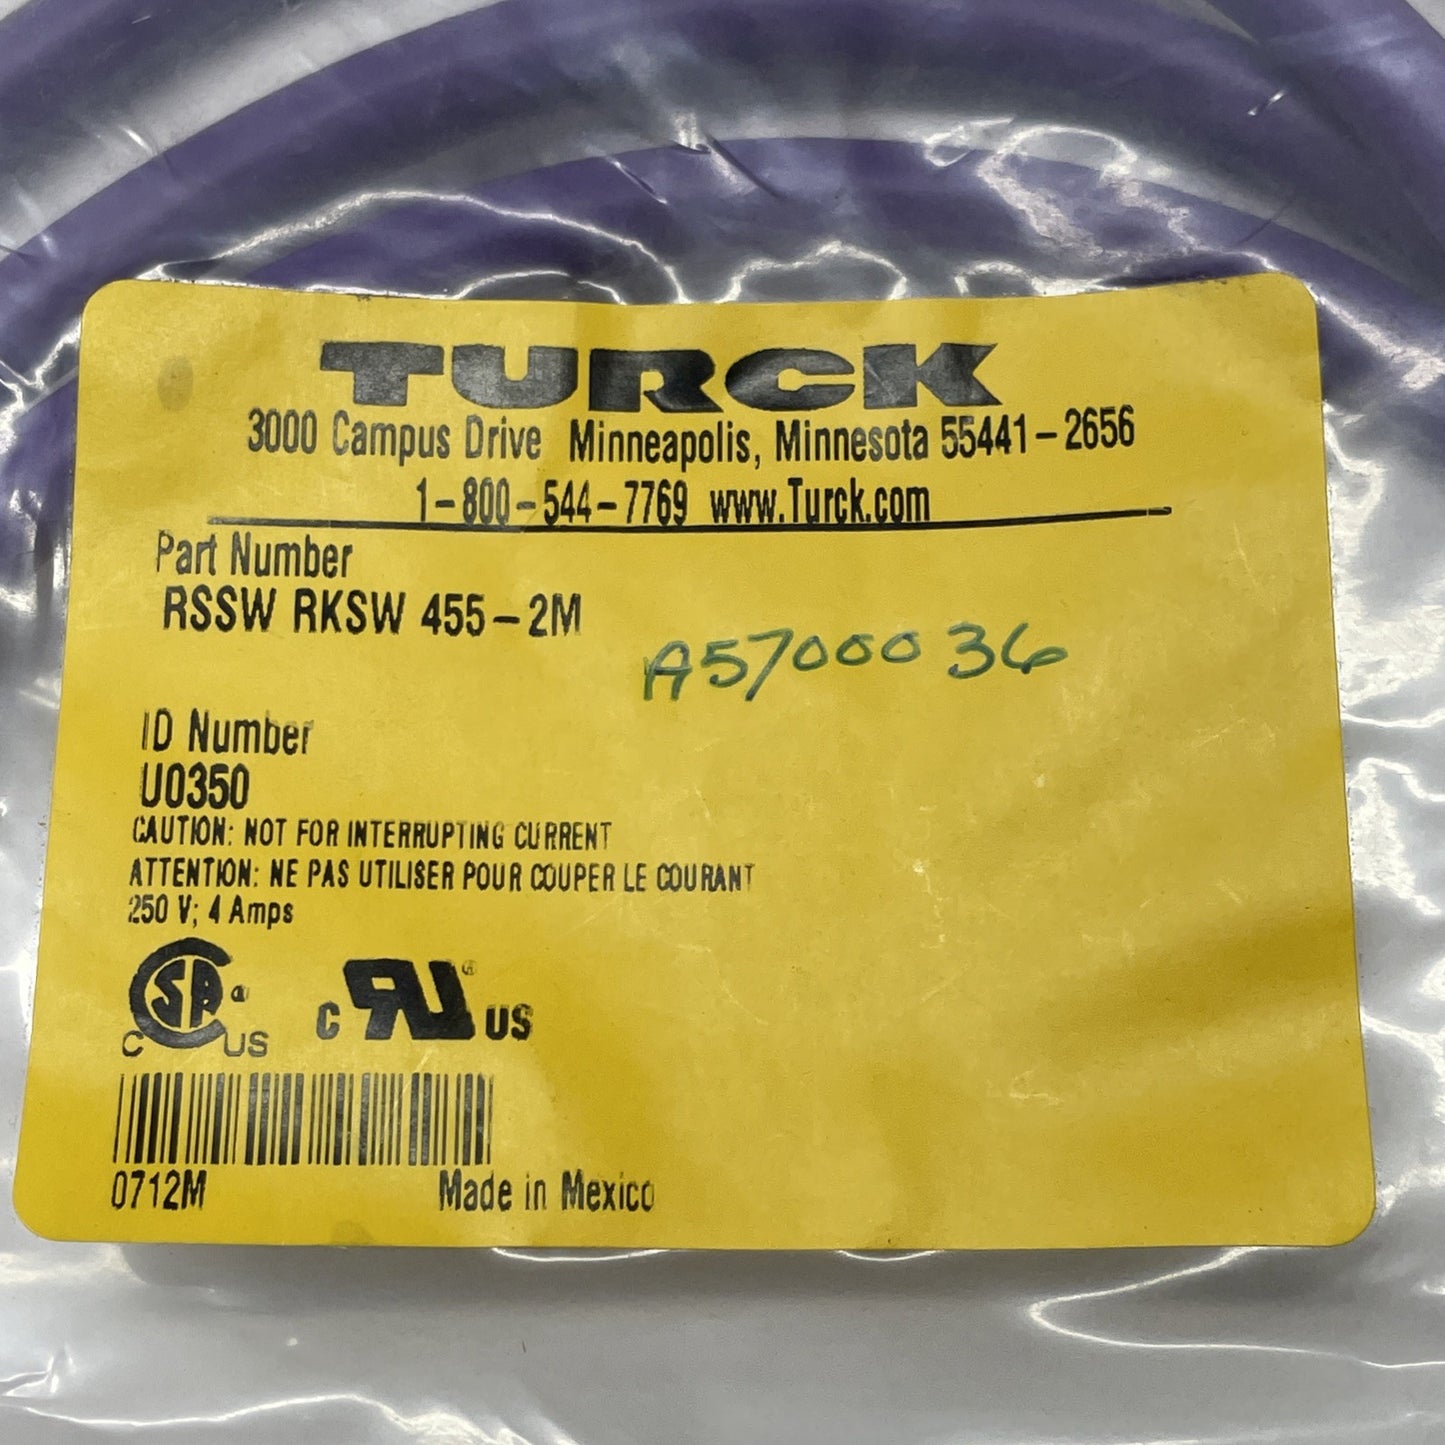 TURCK
3000 Campus Drive Minneapolis, Minnesota 55441-2656
1-800-544-7769 www.Turck.com
Part Number
RSSW RKSW 455-2M
A5700036
ID Number
U0350
CAUTION: NOT FOR INTERRUPTING CURRENT
ATTENTION: NE PAS UTILISER POUR COUPER LE COURANT
250 V; 4 Amps
SA ®
C US
C RU ® US
0712M Made in Mexico